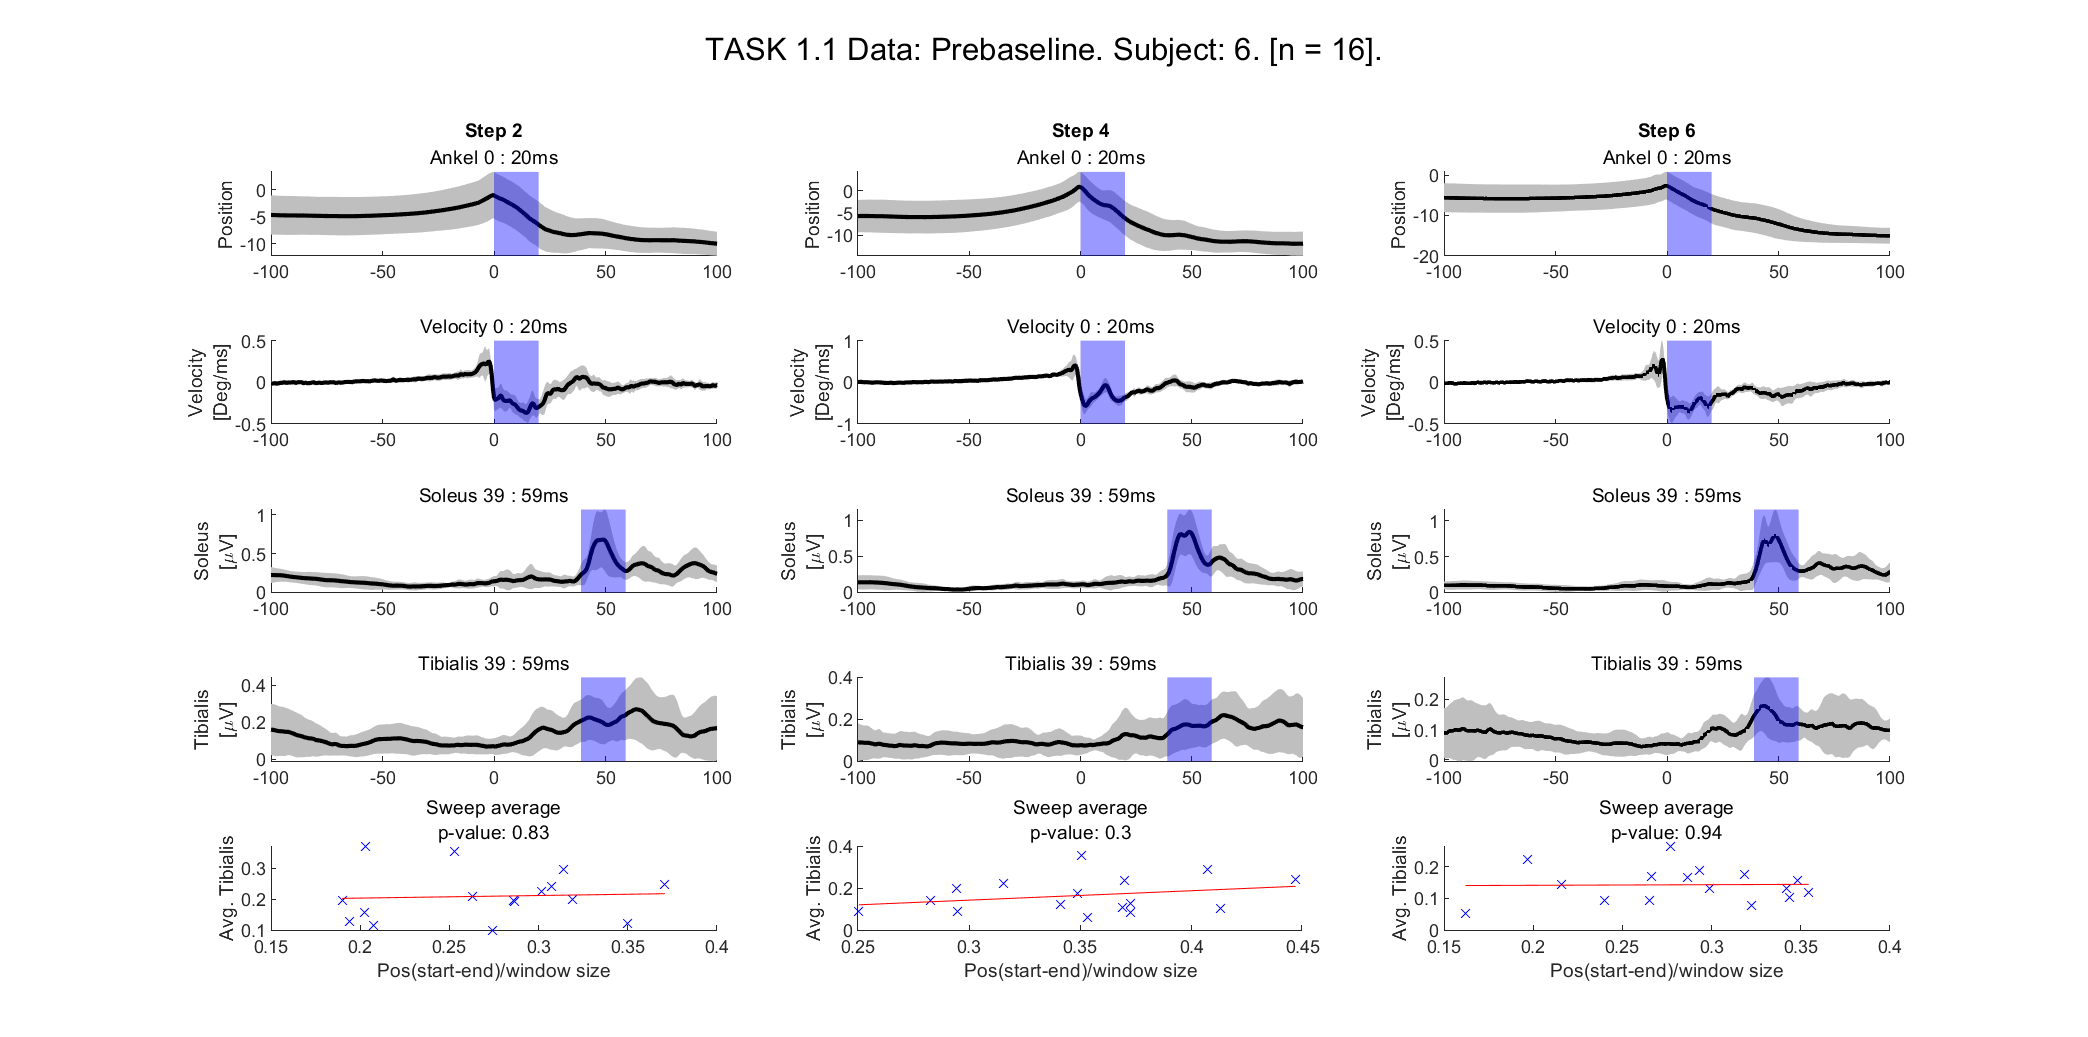 TASK 1.1 Data: Prebaseline. Subject: 6. [n = 16].
Step 2
Ankel 0 : 20ms
Position
0
-5
-10
-100 -50 0 50 100
Velocity 0 : 20ms
Velocity
[Deg/ms]
0.5
0
-0.5
-100 -50 0 50 100
Soleus 39 : 59ms
Soleus
[μV]
1
0.5
0
-100 -50 0 50 100
Tibialis 39 : 59ms
Tibialis
[μV]
0.4
0.2
0
-100 -50 0 50 100
Sweep average
p-value: 0.83
Avg. Tibialis
0.3
0.2
0.1
0.15 0.2 0.25 0.3 0.35 0.4
Pos(start-end)/window size
Step 4
Ankel 0 : 20ms
Position
0
-5
-10
-100 -50 0 50 100
Velocity 0 : 20ms
Velocity
[Deg/ms]
1
0
-1
-100 -50 0 50 100
Soleus 39 : 59ms
Soleus
[μV]
1
0.5
0
-100 -50 0 50 100
Tibialis 39 : 59ms
Tibialis
[μV]
0.4
0.2
0
-100 -50 0 50 100
Sweep average
p-value: 0.3
Avg. Tibialis
0.4
0.2
0
0.25 0.3 0.35 0.4 0.45
Pos(start-end)/window size
Step 6
Ankel 0 : 20ms
Position
0
-10
-20
-100 -50 0 50 100
Velocity 0 : 20ms
Velocity
[Deg/ms]
0.5
0
-0.5
-100 -50 0 50 100
Soleus 39 : 59ms
Soleus
[μV]
1
0.5
0
-100 -50 0 50 100
Tibialis 39 : 59ms
Tibialis
[μV]
0.2
0.1
0
-100 -50 0 50 100
Sweep average
p-value: 0.94
Avg. Tibialis
0.2
0.1
0
0.15 0.2 0.25 0.3 0.35 0.4
Pos(start-end)/window size